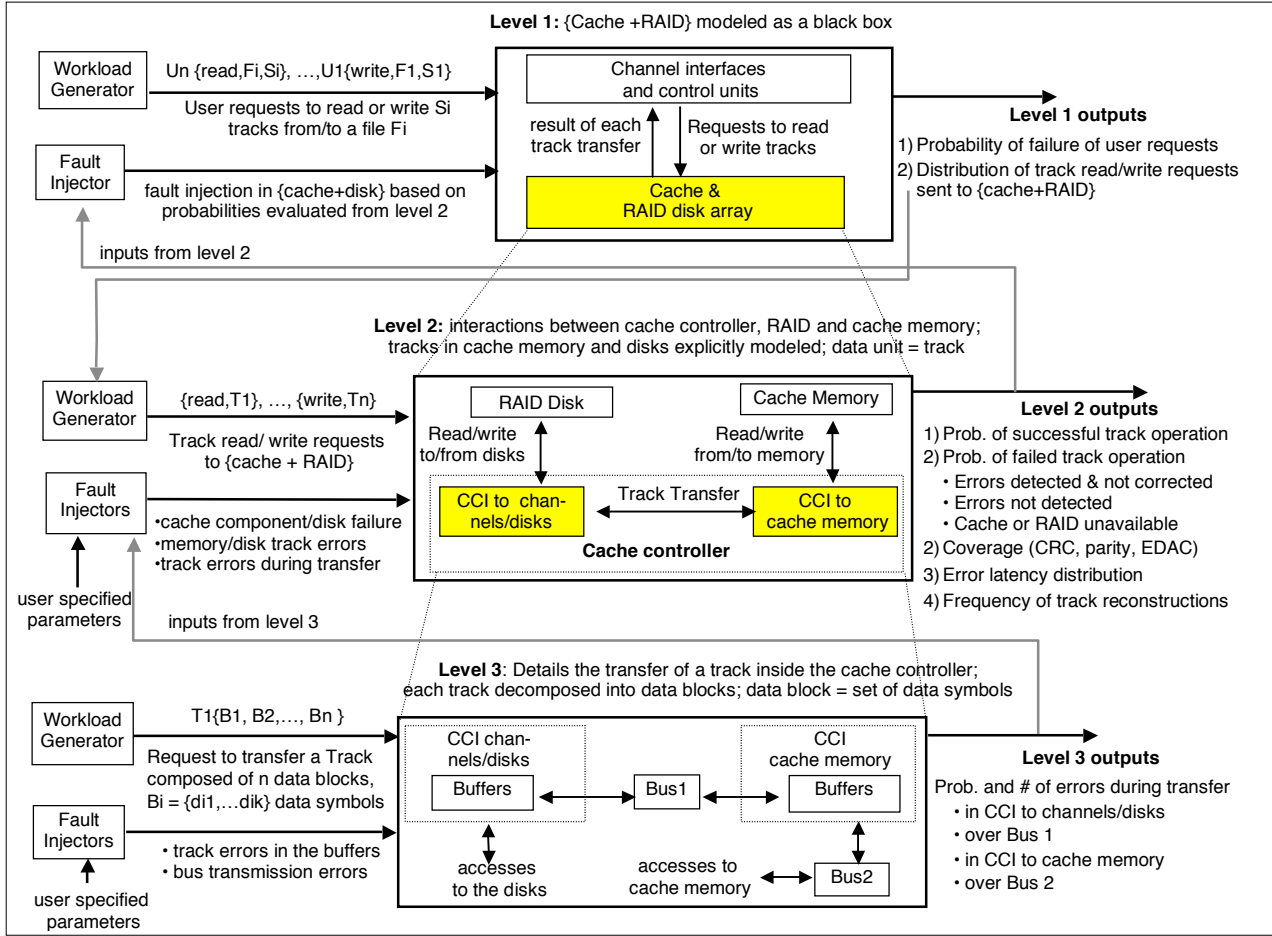 Level 1: {Cache +RAID} modeled as a black box
Workload
Generator
Un {read,Fi,Si}, …,U1{write,F1,S1}
User requests to read or write Si
tracks from/to a file Fi
Fault
Injector
fault injection in {cache+disk} based on
probabilities evaluated from level 2
inputs from level 2
Channel interfaces
and control units
result of each
track transfer
Requests to read
or write tracks
Cache &
RAID disk array
Level 1 outputs
1) Probability of failure of user requests
2) Distribution of track read/write requests
sent to {cache+RAID}
Level 2: interactions between cache controller, RAID and cache memory;
tracks in cache memory and disks explicitly modeled; data unit = track
Workload
Generator
{read,T1}, …, {write,Tn}
Track read/ write requests
to {cache + RAID}
Fault
Injectors
•cache component/disk failure
•memory/disk track errors
•track errors during transfer
user specified
parameters
inputs from level 3
RAID Disk
Cache Memory
Read/write
to/from disks
Read/write
from/to memory
CCI to chan-
nels/disks
Track Transfer
CCI to
cache memory
Cache controller
Level 2 outputs
1) Prob. of successful track operation
2) Prob. of failed track operation
• Errors detected & not corrected
• Errors not detected
• Cache or RAID unavailable
2) Coverage (CRC, parity, EDAC)
3) Error latency distribution
4) Frequency of track reconstructions
Level 3: Details the transfer of a track inside the cache controller;
each track decomposed into data blocks; data block = set of data symbols
Workload
Generator
T1{B1, B2,…, Bn }
Request to transfer a Track
composed of n data blocks,
Bi = {di1,…dik} data symbols
Fault
Injectors
• track errors in the buffers
• bus transmission errors
user specified
parameters
CCI chan-
nels/disks
Buffers
Bus1
CCI
cache memory
Buffers
accesses
to the disks
accesses to
cache memory
Bus2
Level 3 outputs
Prob. and # of errors during transfer
• in CCI to channels/disks
• over Bus 1
• in CCI to cache memory
• over Bus 2